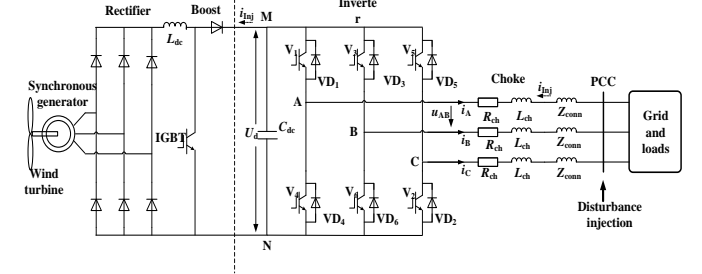 Rectifier
Boost
Inverte
r
i_Inj
M
L_dc
V_1
V_3
V_5
VD_1
VD_3
VD_5
Choke
i_Inj
PCC
Synchronous
generator
A
u_AB
i_A
R_ch
L_ch
Z_conn
IGBT
U_d
C_dc
B
i_B
R_ch
L_ch
Z_conn
Grid
and
loads
Wind
turbine
C
i_C
R_ch
L_ch
Z_conn
V_4
V_6
V_2
VD_4
VD_6
VD_2
Disturbance
injection
N